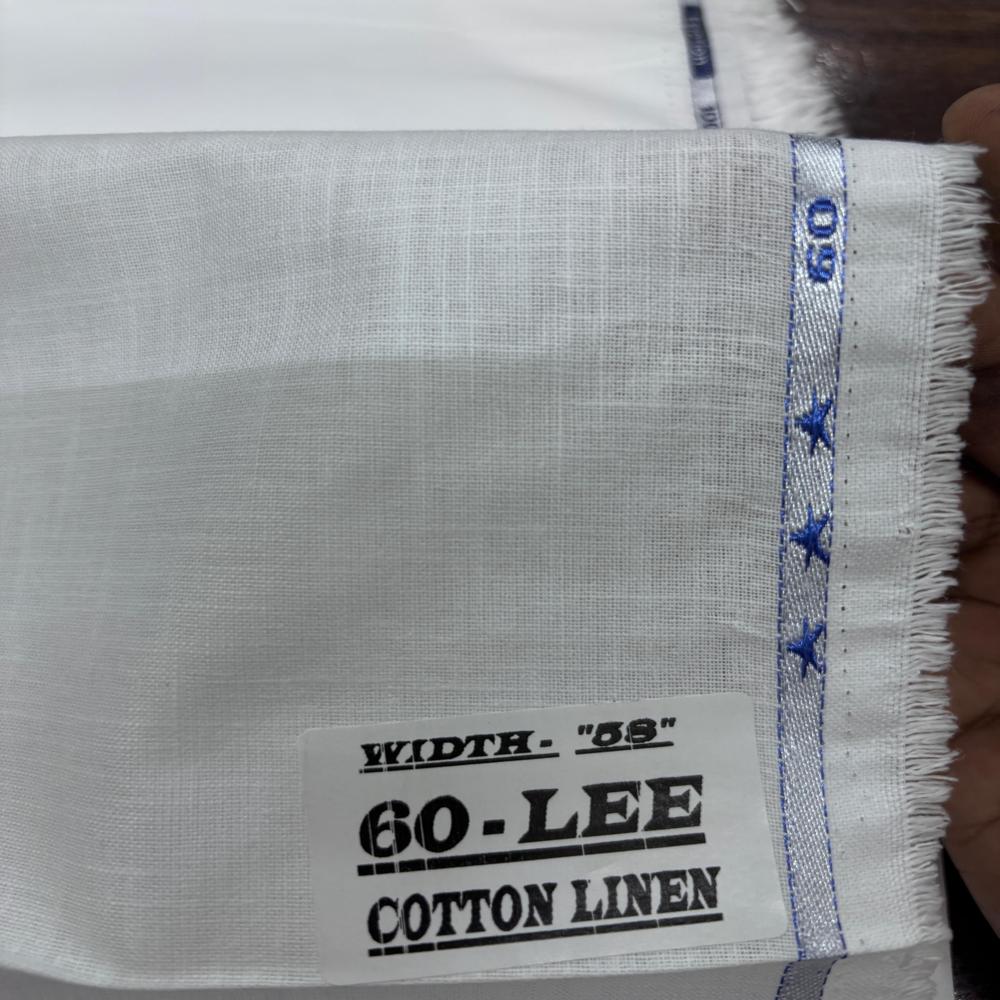 60
WIDTH- "58"
60-LEE
COTTON LINEN